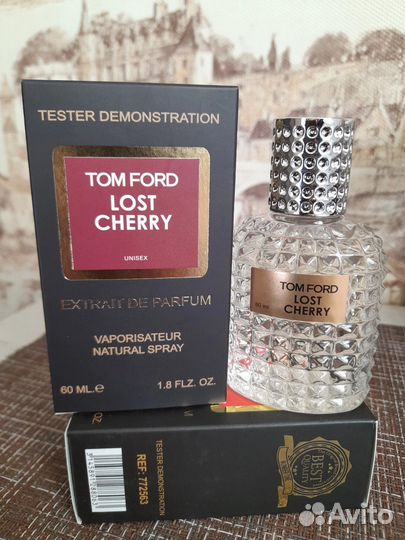 TESTER DEMONSTRATION
TOM FORD
LOST
CHERRY
UNISEX
EXTRAIT DE PARFUM
VAPORISATEUR
NATURAL SPRAY
60 ML.e
1.8 FLZ. OZ.
TOM FORD
LOST
60 ml
CHERRY
TESTER DEMONSTRATION
REF: 772563
BEST
QUALITY
Avito